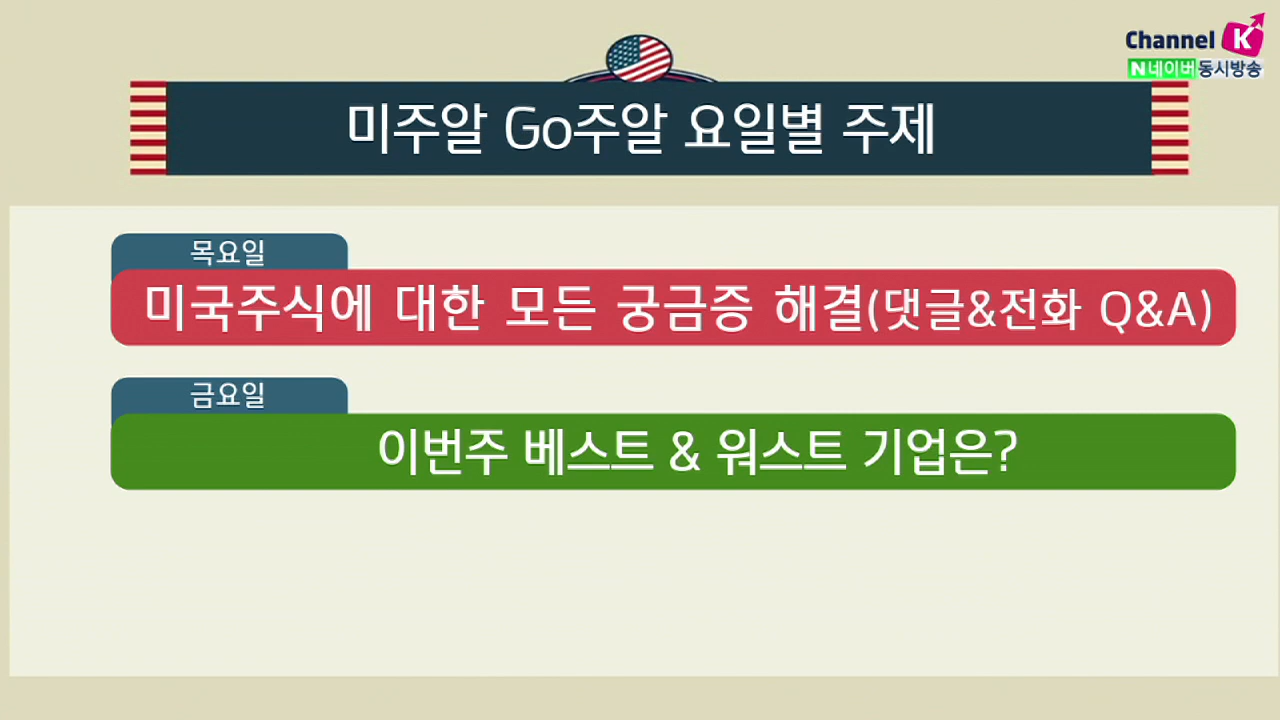 Channel K
N 네이버 동시방송
미주알 Go주알 요일별 주제
목요일
미국주식에 대한 모든 궁금증 해결(댓글&전화 Q&A)
금요일
이번주 베스트 & 워스트 기업은?